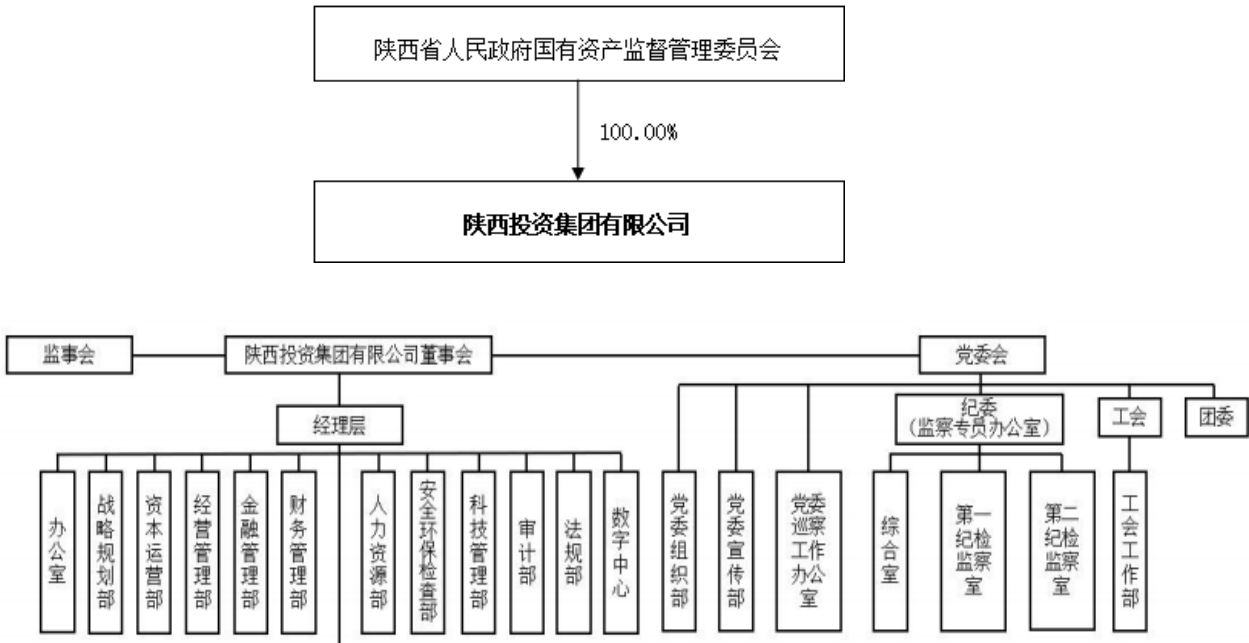 陕西省人民政府国有资产监督管理委员会
100.00%
陕西投资集团有限公司
监事会
陕西投资集团有限公司董事会
党委会
经理层
纪委
(监察专员办公室)
工会
团委
办公室
战略规划部
资本运营部
经营管理部
金融管理部
财务管理部
人力资源部
安全环保检查部
科技管理部
审计部
法规部
数字中心
党委组织部
党委宣传部
党委巡察工作办公室
综合室
第一纪检监察室
第二纪检监察室
工会工作部